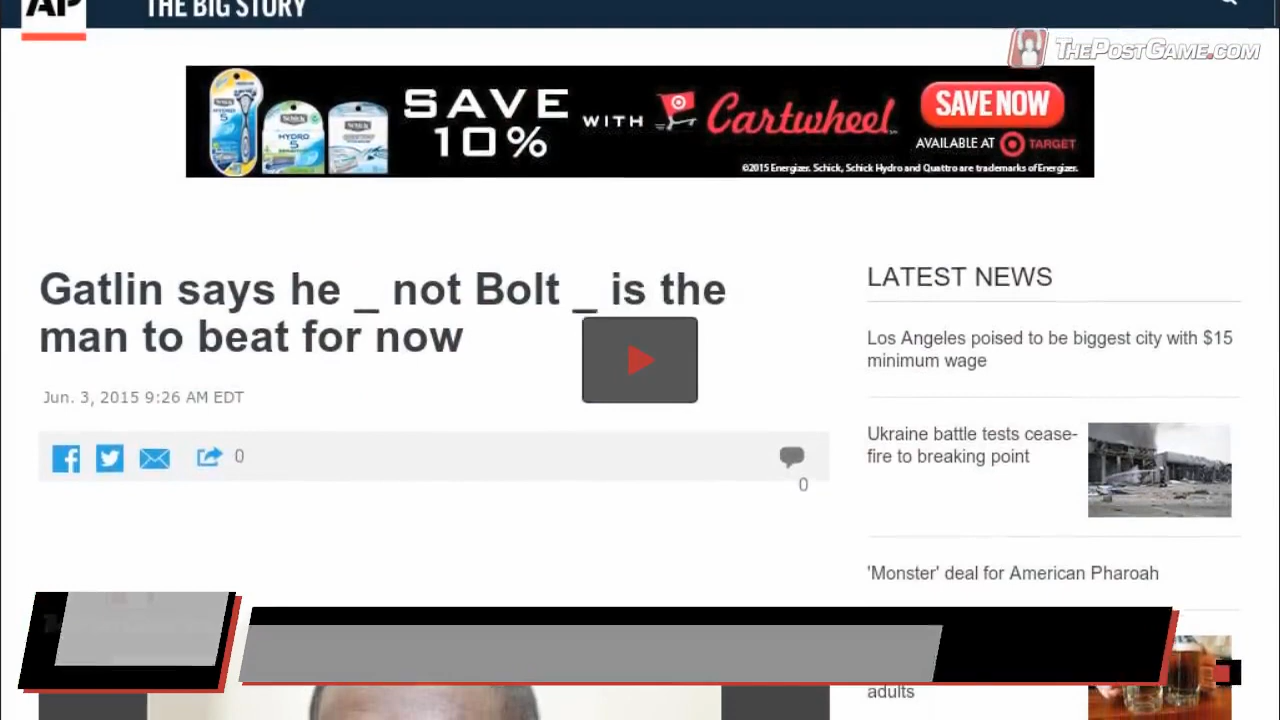 AP
THE BIG STORY
THEPOSTGAME.COM
SAVE
10%
WITH
Cartwheel
SAVE NOW
AVAILABLE AT TARGET
©2015 Energizer. Schick, Schick Hydro and Quattro are trademarks of Energizer.
Schick
HYDRO
5
Gatlin says he _ not Bolt _ is the
man to beat for now
Jun. 3, 2015 9:26 AM EDT
0
0
LATEST NEWS
Los Angeles poised to be biggest city with $15
minimum wage
Ukraine battle tests cease-
fire to breaking point
'Monster' deal for American Pharoah
adults